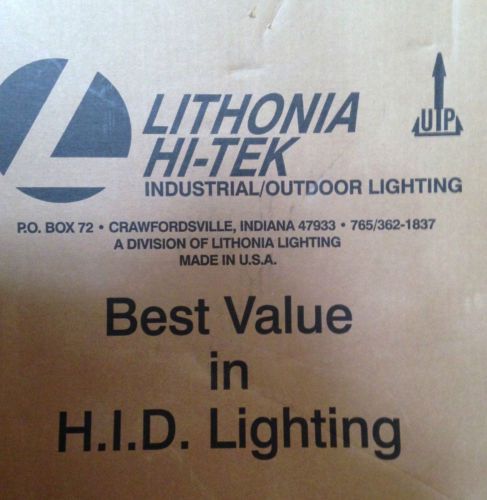 LITHONIA
HI-TEK
UTP
INDUSTRIAL/OUTDOOR LIGHTING
P.O. BOX 72 • CRAWFORDSVILLE, INDIANA 47933 • 765/362-1837
A DIVISION OF LITHONIA LIGHTING
MADE IN U.S.A.
Best Value
in
H.I.D. Lighting